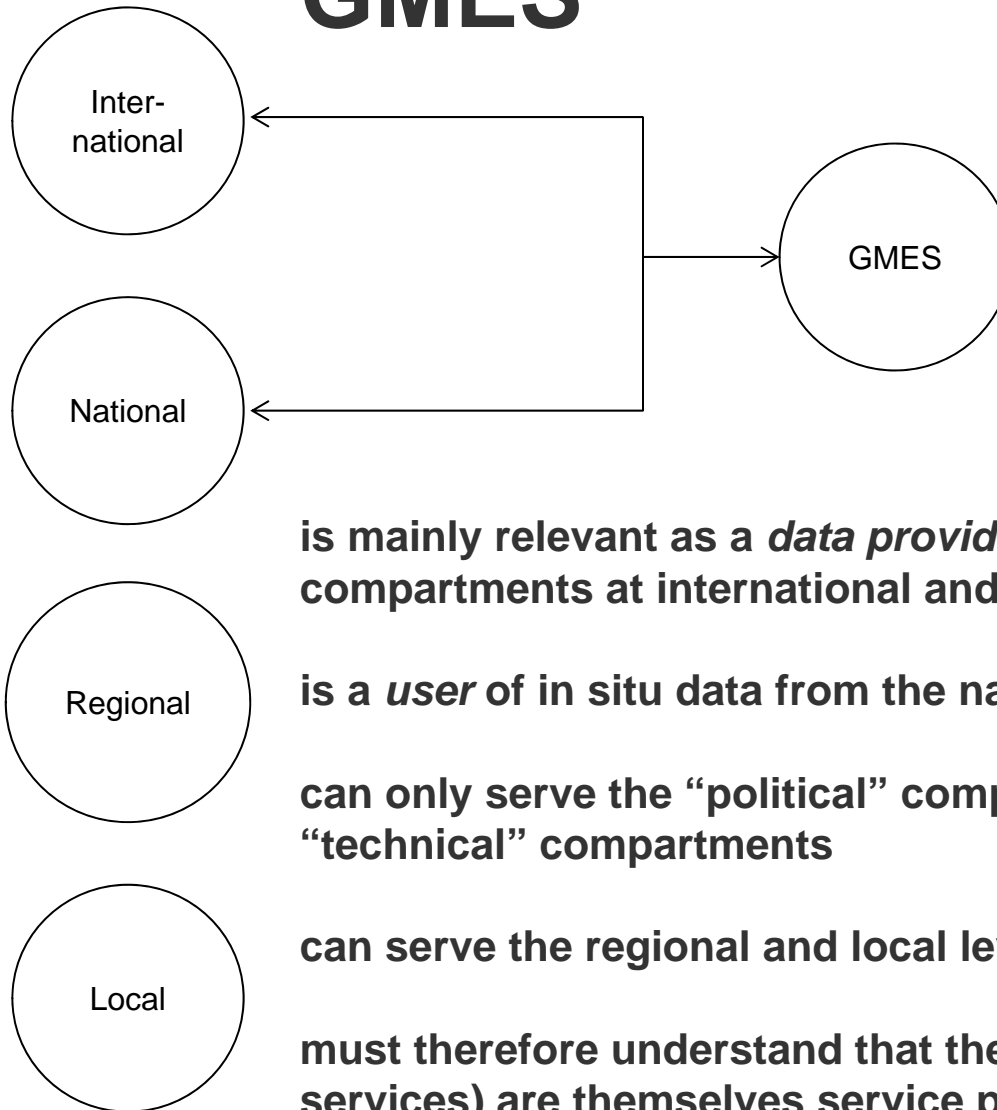 GMES
Inter-
national
GMES
National
is mainly relevant as a data provid
compartments at international and
Regional
is a user of in situ data from the na
can only serve the “political” comp
“technical” compartments
can serve the regional and local le
Local
must therefore understand that the
services) are themselves service p